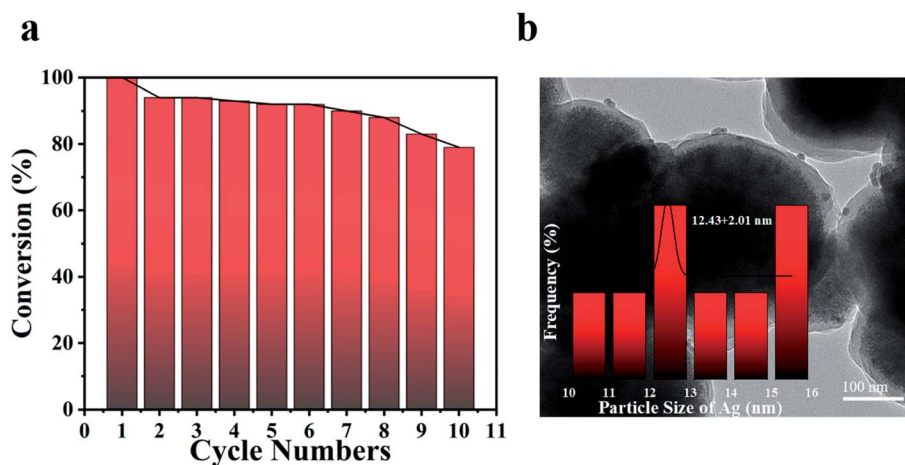 a
b
100
80
60
40
20
0
Conversion (%)
0 1 2 3 4 5 6 7 8 9 10 11
Cycle Numbers
12.43+2.01 nm
Frequency (%)
10 11 12 13 14 15 16
Particle Size of Ag (nm)
100 nm